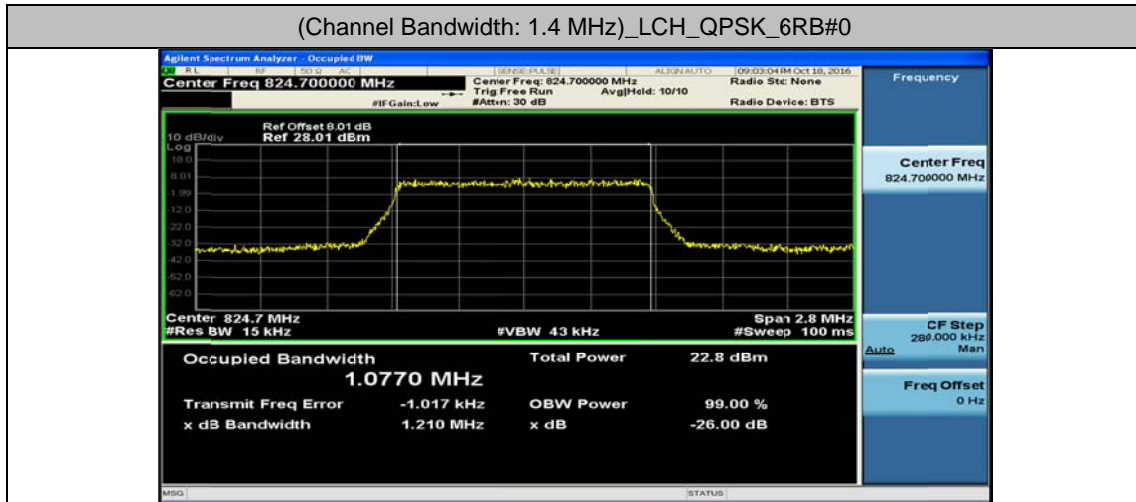 (Channel Bandwidth: 1.4 MHz)_LCH_QPSK_6RB#0
Agilent Spectrum Analyzer - Occupied BW
RL RF 50 Ω AC SENSE:PULSE ALIGN AUTO 09:03:04 PM Oct 18, 2016
Center Freq 824.700000 MHz
Center Freq: 824.700000 MHz
Radio Std: None
Trig: Free Run Avg|Hold: 10/10
#IFGain:Low #Atten: 30 dB Radio Device: BTS
Ref Offset 8.01 dB
10 dB/div Ref 28.01 dBm
Log
18.0
8.01
-1.99
-12.0
-22.0
-32.0
-42.0
-52.0
-62.0
Center 824.7 MHz Span 2.8 MHz
#Res BW 15 kHz #VBW 43 kHz #Sweep 100 ms
Occupied Bandwidth Total Power 22.8 dBm
1.0770 MHz
Transmit Freq Error -1.017 kHz OBW Power 99.00 %
x dB Bandwidth 1.210 MHz x dB -26.00 dB
MSG STATUS
Frequency
Center Freq
824.700000 MHz
CF Step
280.000 kHz
Auto Man
Freq Offset
0 Hz